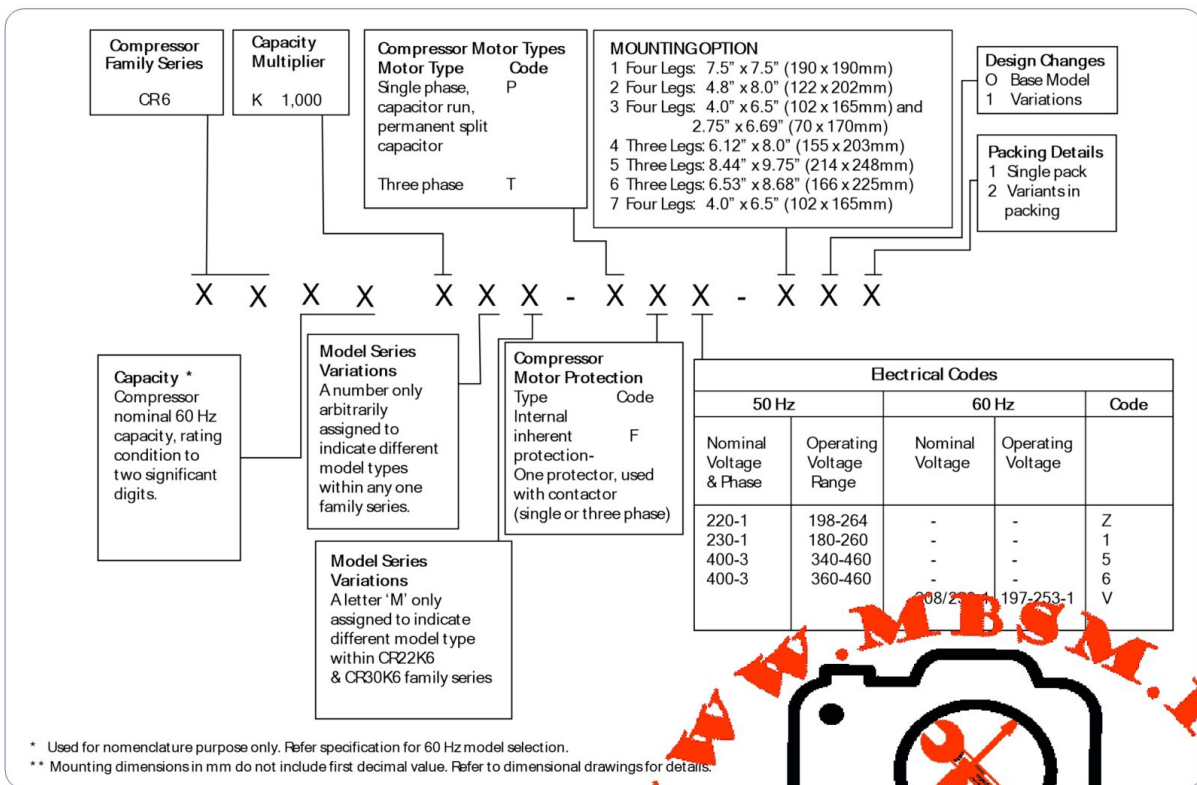 Compressor
Family Series
CR6
Capacity
Multiplier
K 1,000
Compressor Motor Types
Motor Type Code
Single phase, P
capacitor run,
permanent split
capacitor
Three phase T
MOUNTING OPTION
1 Four Legs: 7.5" x 7.5" (190 x 190mm)
2 Four Legs: 4.8" x 8.0" (122 x 202mm)
3 Four Legs: 4.0" x 6.5" (102 x 165mm) and
2.75" x 6.69" (70 x 170mm)
4 Three Legs: 6.12" x 8.0" (155 x 203mm)
5 Three Legs: 8.44" x 9.75" (214 x 248mm)
6 Three Legs: 6.53" x 8.68" (166 x 225mm)
7 Four Legs: 4.0" x 6.5" (102 x 165mm)
Design Changes
O Base Model
1 Variations
Packing Details
1 Single pack
2 Variants in
packing
X X X X X X X - X X X - X X X
Capacity *
Compressor
nominal 60 Hz
capacity, rating
condition to
two significant
digits.
Model Series
Variations
A number only
arbitrarily
assigned to
indicate different
model types
within any one
family series.
Model Series
Variations
A letter ‘M’ only
assigned to indicate
different model type
within CR22K6
& CR30K6 family series
Compressor
Motor Protection
Type Code
Internal
inherent F
protection-
One protector, used
with contactor
(single or three phase)
Electrical Codes
50 Hz 60 Hz Code
Nominal Operating Nominal Operating
Voltage Voltage Voltage Voltage
& Phase Range
220-1 198-264 - - Z
230-1 180-260 - - 1
400-3 340-460 - - 5
400-3 360-460 - - 6
197-253-1 V
* Used for nomenclature purpose only. Refer specification for 60 Hz model selection.
** Mounting dimensions in mm do not include first decimal value. Refer to dimensional drawings for details.
W.MBSM.